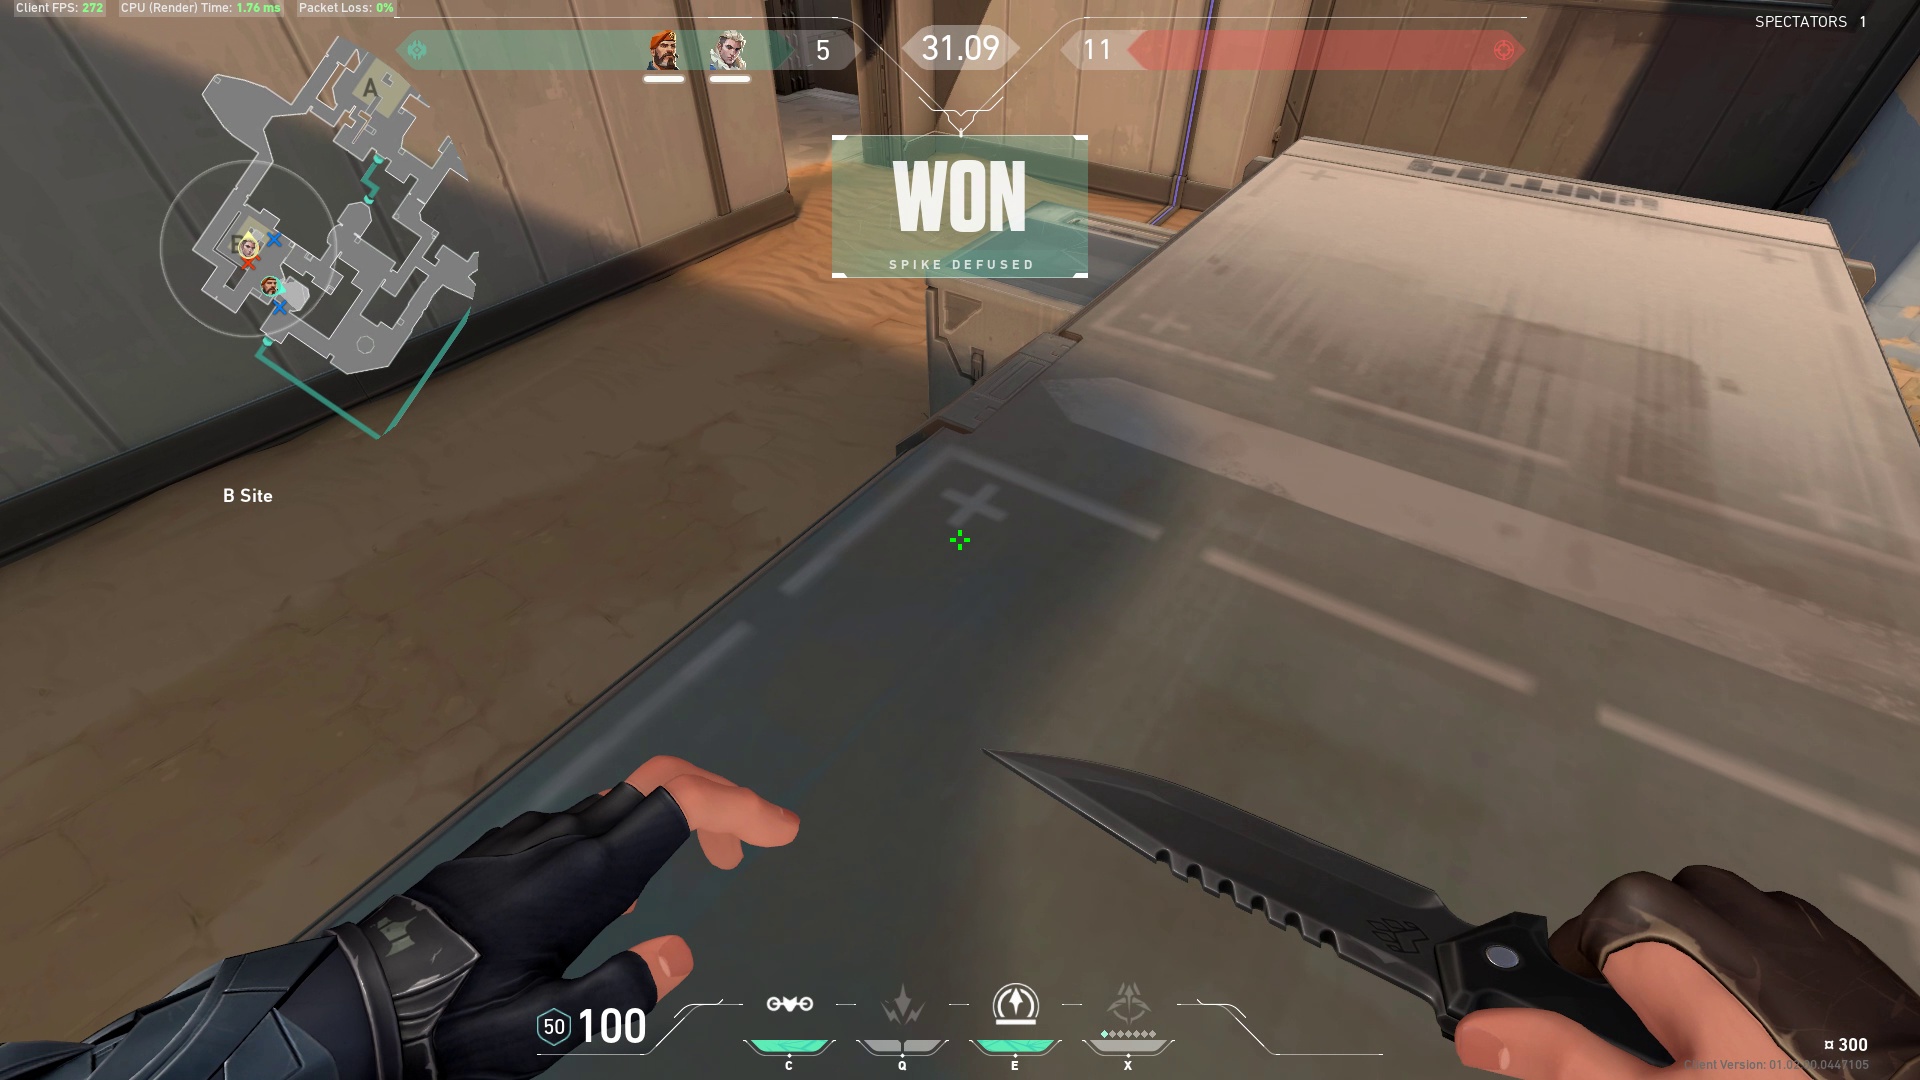 Client FPS: 272 CPU (Render) Time: 1.76 ms Packet Loss: 0%
SPECTATORS 1
5 31.09 11
A
WON
SPIKE DEFUSED
B
B Site
50 100
C Q E X
¤ 300